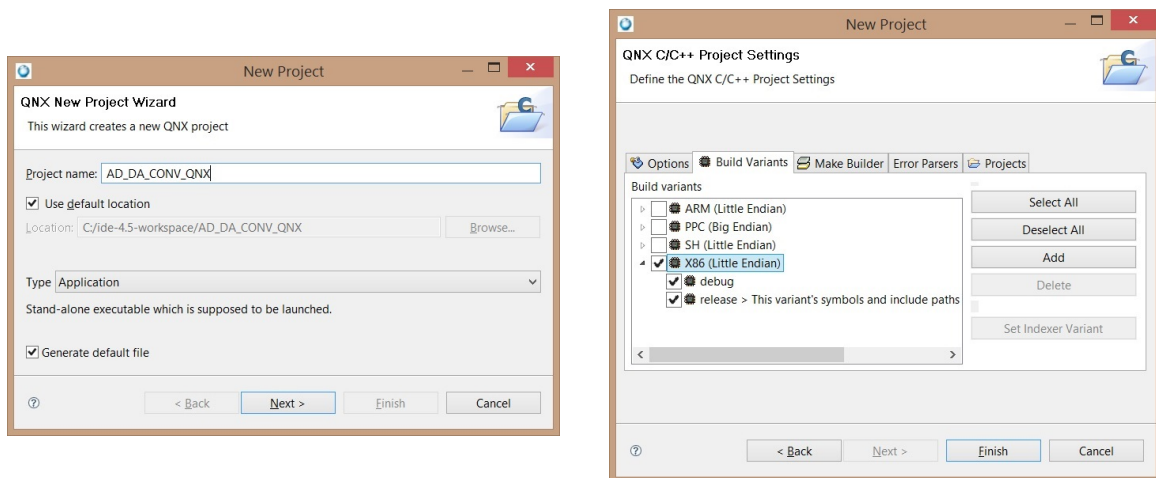 New Project
QNX New Project Wizard
This wizard creates a new QNX project
Project name: AD_DA_CONV_QNX
Use default location
Location: C:/ide-4.5-workspace/AD_DA_CONV_QNX Browse...
Type Application
Stand-alone executable which is supposed to be launched.
Generate default file
< Back Next > Finish Cancel
New Project
QNX C/C++ Project Settings
Define the QNX C/C++ Project Settings
Options Build Variants Make Builder Error Parsers Projects
Build variants
ARM (Little Endian)
PPC (Big Endian)
SH (Little Endian)
X86 (Little Endian)
debug
release > This variant's symbols and include paths
Select All
Deselect All
Add
Delete
Set Indexer Variant
< Back Next > Finish Cancel